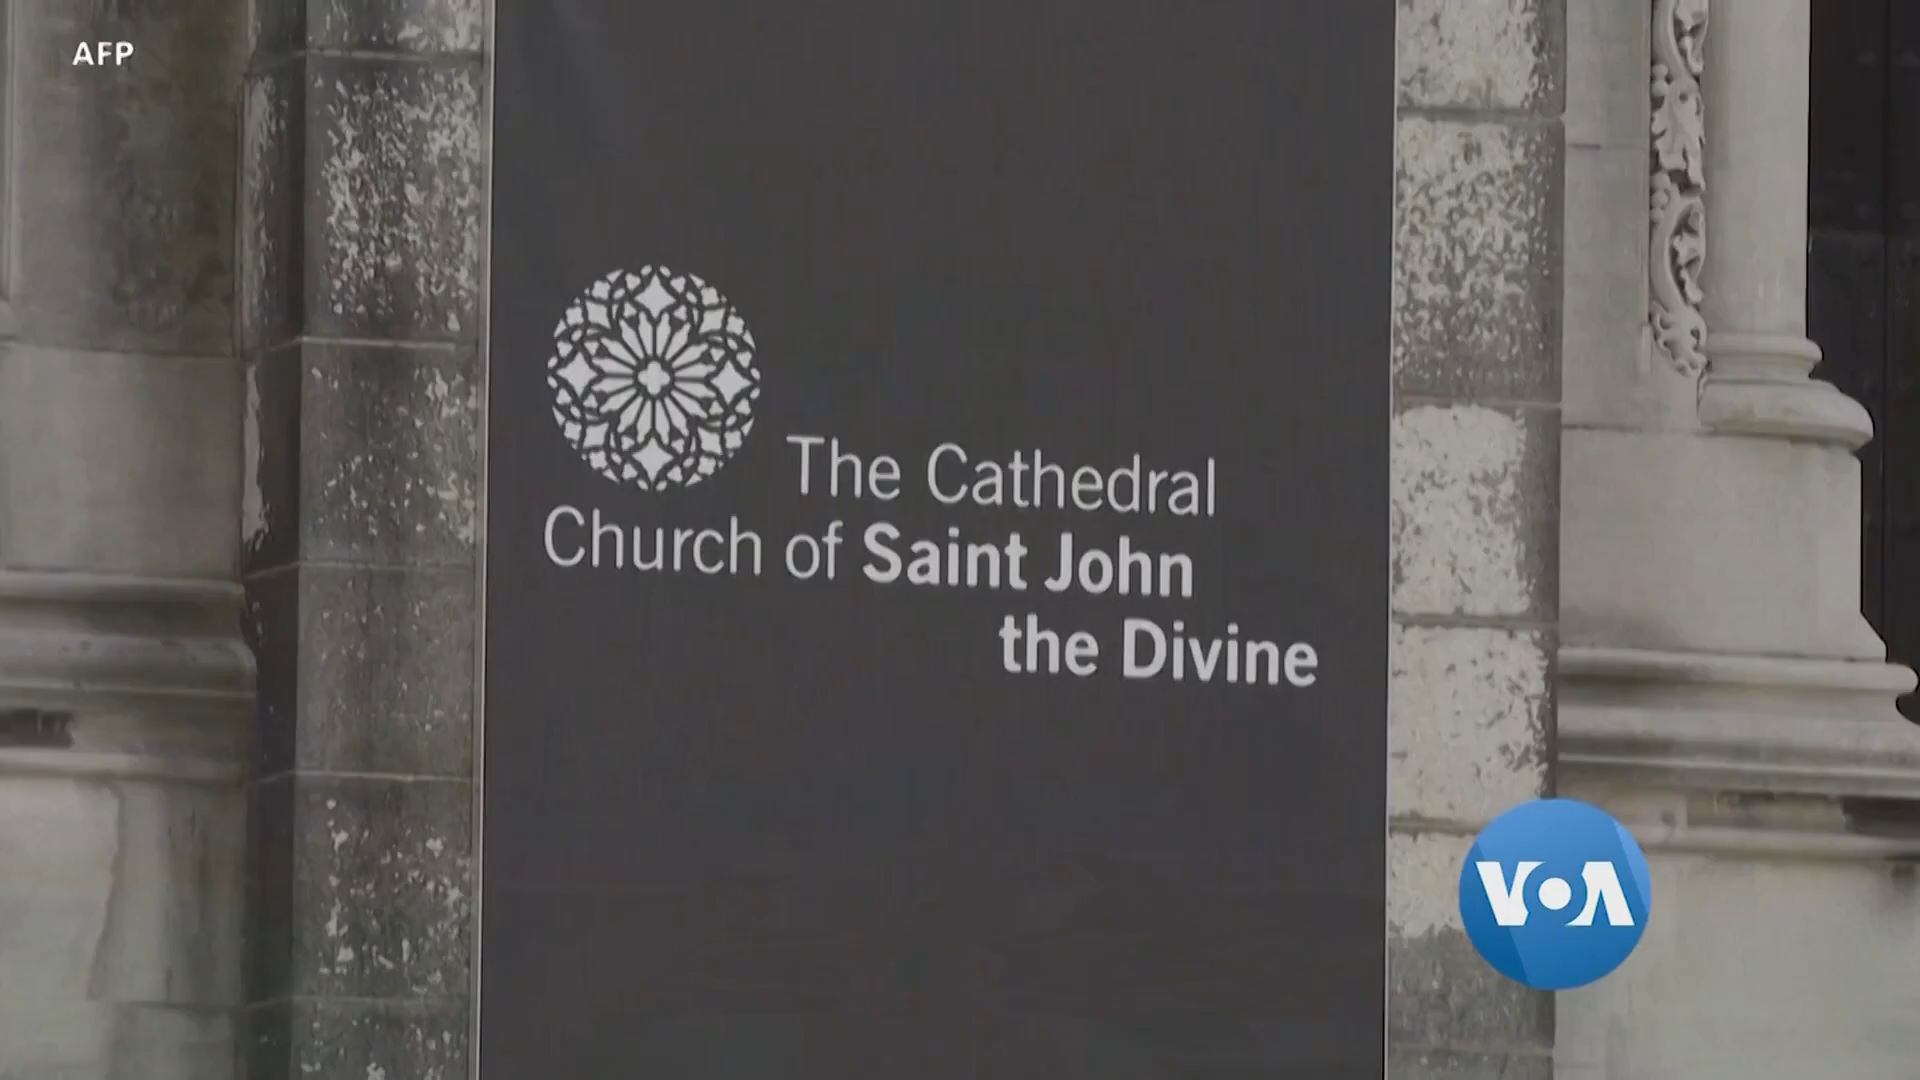 AFP
The Cathedral
Church of Saint John
the Divine
VOA